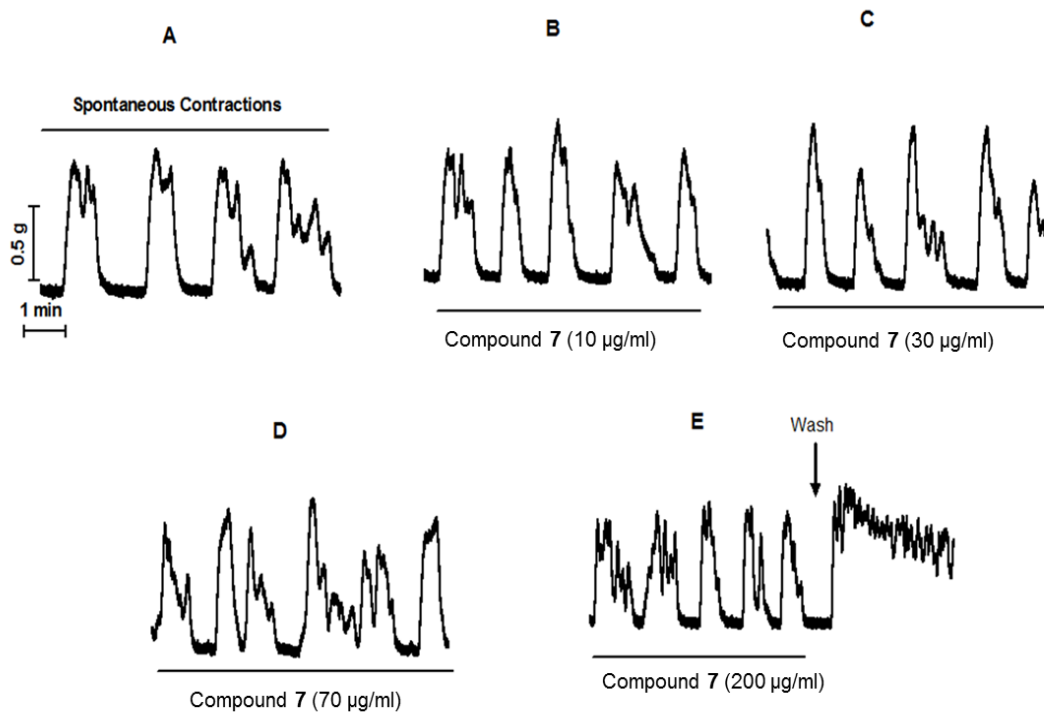 A
B
C
Spontaneous Contractions
0.5 g
1 min
Compound 7 (10 µg/ml)
Compound 7 (30 µg/ml)
D
E
Wash
Compound 7 (70 µg/ml)
Compound 7 (200 µg/ml)